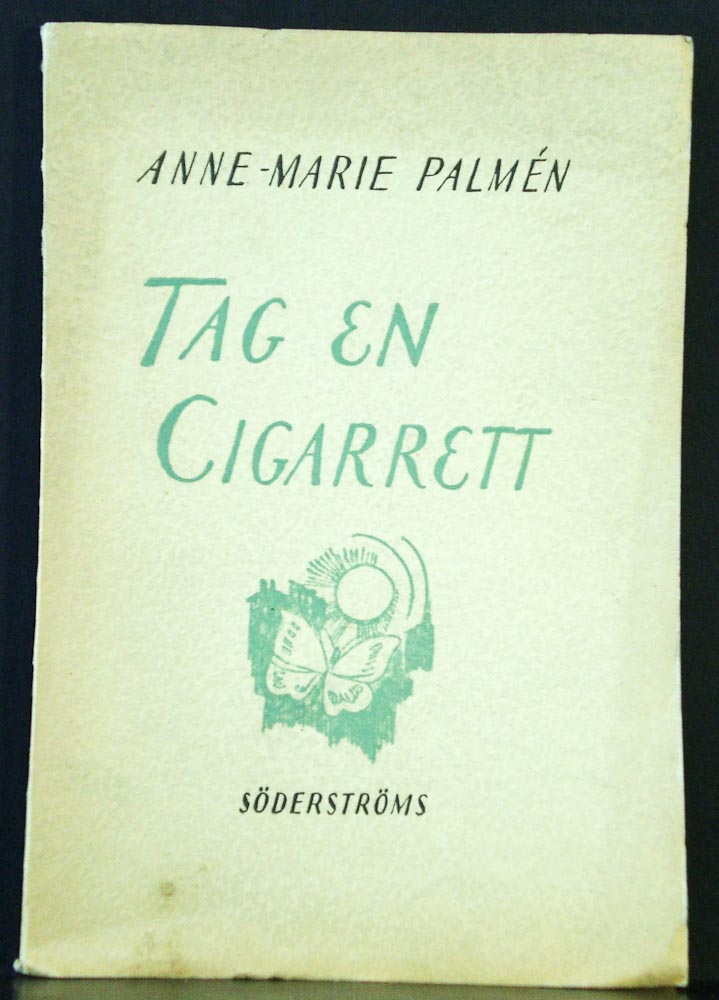 ANNE-MARIE PALMÉN
TAG EN
CIGARRETT
SÖDERSTRÖMS